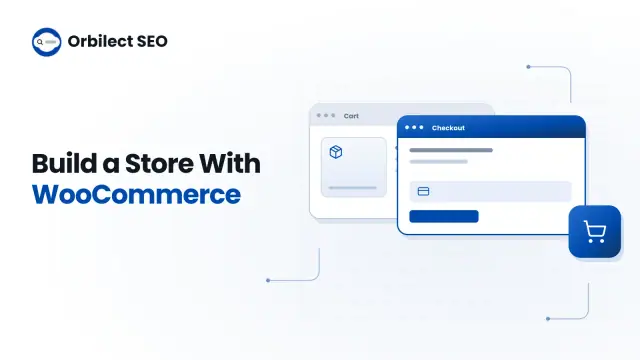 Orbilect SEO
Cart
Checkout
Build a Store With
WooCommerce